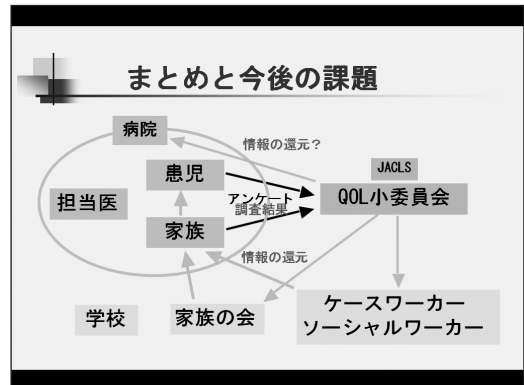 まとめと今後の課題
病院
情報の還元？
患児
JACLS
担当医
アンケート
調査結果
QOL小委員会
家族
情報の還元
学校
家族の会
ケースワーカー
ソーシャルワーカー